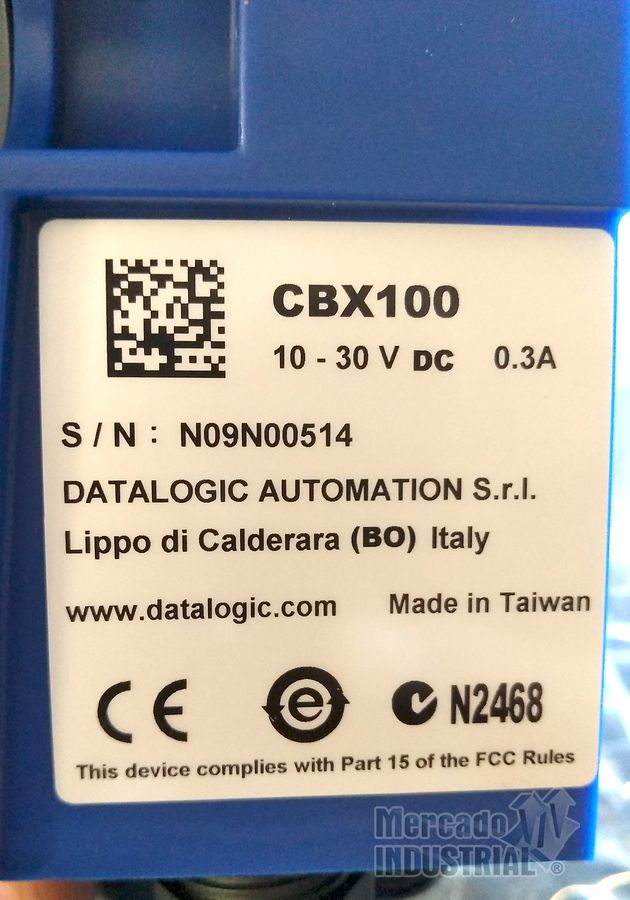 CBX100
10 - 30 V DC 0.3A
S / N : N09N00514
DATALOGIC AUTOMATION S.r.l.
Lippo di Calderara (BO) Italy
www.datalogic.com Made in Taiwan
CE e N2468
This device complies with Part 15 of the FCC Rules
Mercado
INDUSTRIAL ®